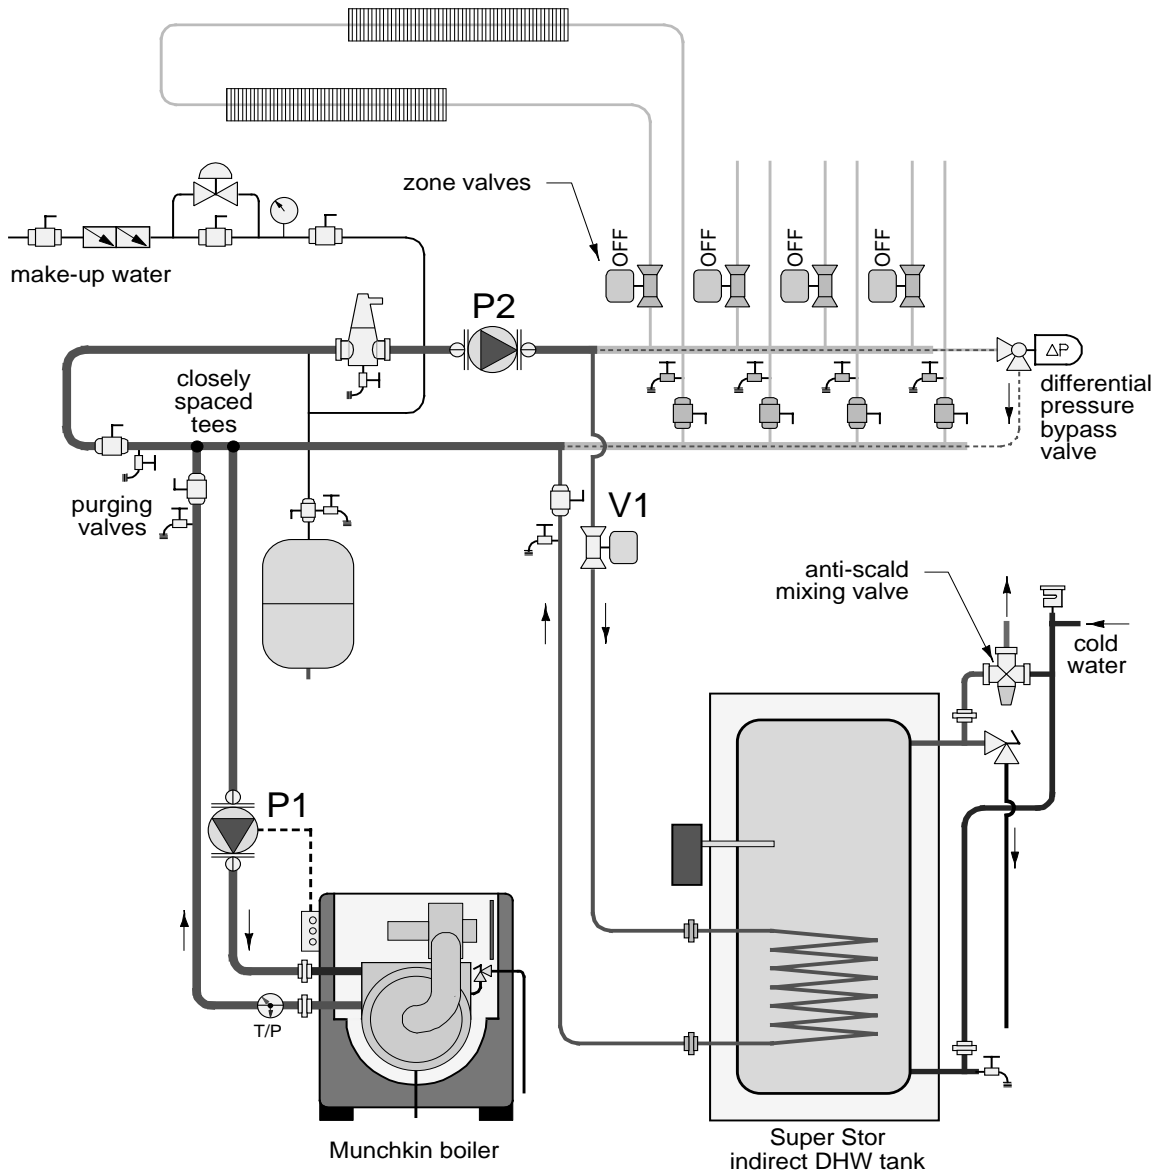 zone valves
OFF
OFF
OFF
OFF
make-up water
P2
ΔP
differential
pressure
bypass
valve
closely
spaced
tees
purging
valves
V1
anti-scald
mixing valve
cold
water
P1
T/P
Munchkin boiler
Super Stor
indirect DHW tank